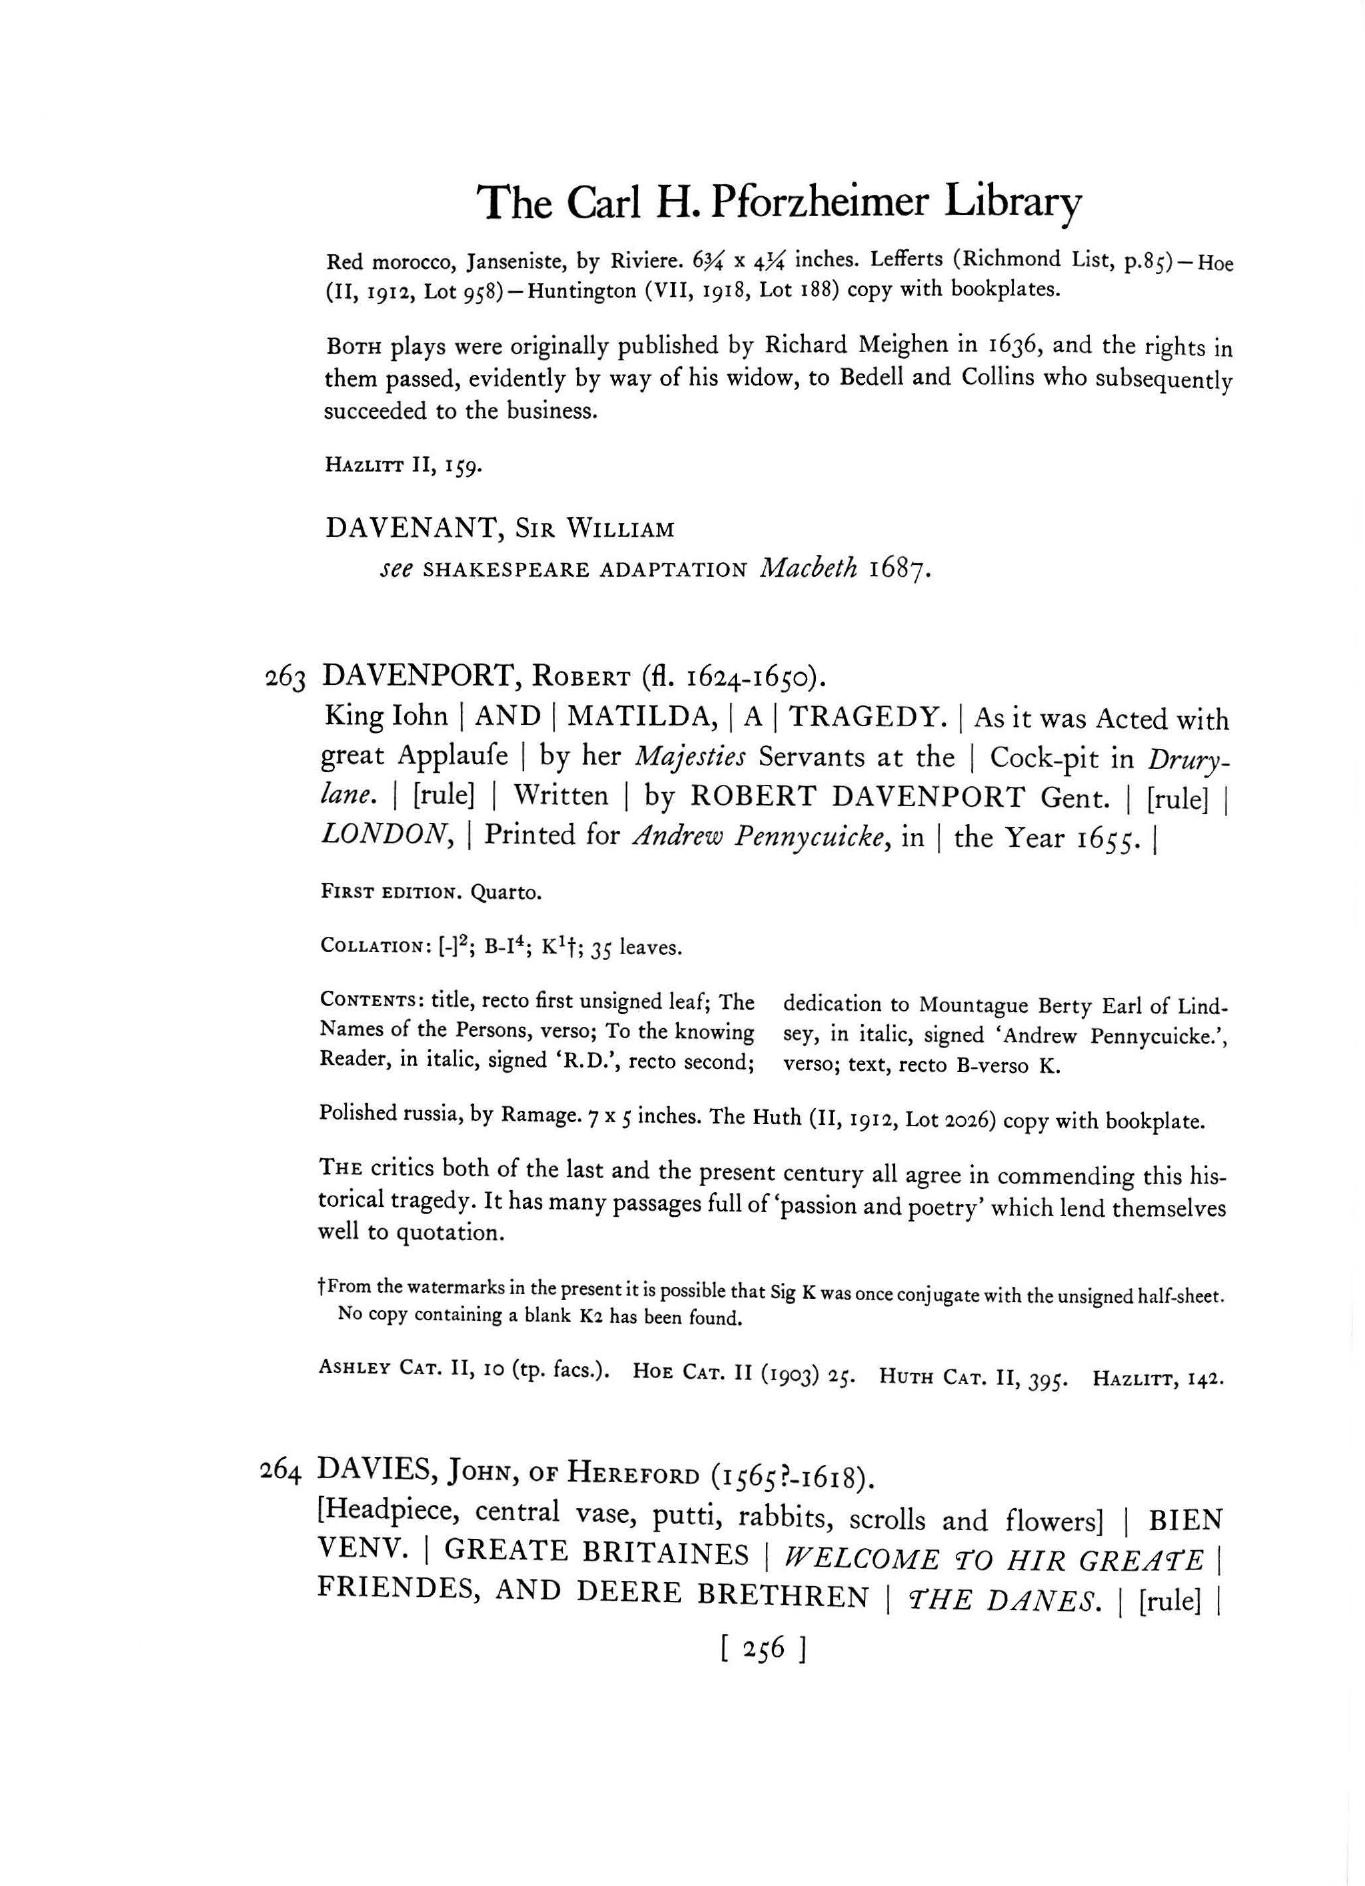 The Carl H. Pforzheimer Library
Red morocco, Janseniste, by Riviere. 6¾ x 4¼ inches. Lefferts (Richmond List, p.85)—Hoe
(II, 1912, Lot 958)—Huntington (VII, 1918, Lot 188) copy with bookplates.
BOTH plays were originally published by Richard Meighen in 1636, and the rights in
them passed, evidently by way of his widow, to Bedell and Collins who subsequently
succeeded to the business.
HAZLITT II, 159.
DAVENANT, SIR WILLIAM
see SHAKESPEARE ADAPTATION Macbeth 1687.
263 DAVENPORT, ROBERT (fl. 1624-1650).
King Iohn | AND | MATILDA, | A | TRAGEDY. | As it was Acted with
great Applauſe | by her Majesties Servants at the | Cock-pit in Drury-
lane. | [rule] | Written | by ROBERT DAVENPORT Gent. | [rule] |
LONDON, | Printed for Andrew Pennycuicke, in | the Year 1655. |
FIRST EDITION. Quarto.
COLLATION: [-]²; B-I⁴; K¹†; 35 leaves.
CONTENTS: title, recto first unsigned leaf; The
Names of the Persons, verso; To the knowing
Reader, in italic, signed ‘R.D.’, recto second;
dedication to Mountague Berty Earl of Lind-
sey, in italic, signed ‘Andrew Pennycuicke.’,
verso; text, recto B-verso K.
Polished russia, by Ramage. 7 x 5 inches. The Huth (II, 1912, Lot 2026) copy with bookplate.
THE critics both of the last and the present century all agree in commending this his-
torical tragedy. It has many passages full of ‘passion and poetry’ which lend themselves
well to quotation.
†From the watermarks in the present it is possible that Sig K was once conjugate with the unsigned half-sheet.
No copy containing a blank K2 has been found.
ASHLEY CAT. II, 10 (tp. facs.). HOE CAT. II (1903) 25. HUTH CAT. II, 395. HAZLITT, 142.
264 DAVIES, JOHN, OF HEREFORD (1565?-1618).
[Headpiece, central vase, putti, rabbits, scrolls and flowers] | BIEN
VENV. | GREATE BRITAINES | WELCOME TO HIR GREATE |
FRIENDES, AND DEERE BRETHREN | THE DANES. | [rule] |
[ 256 ]